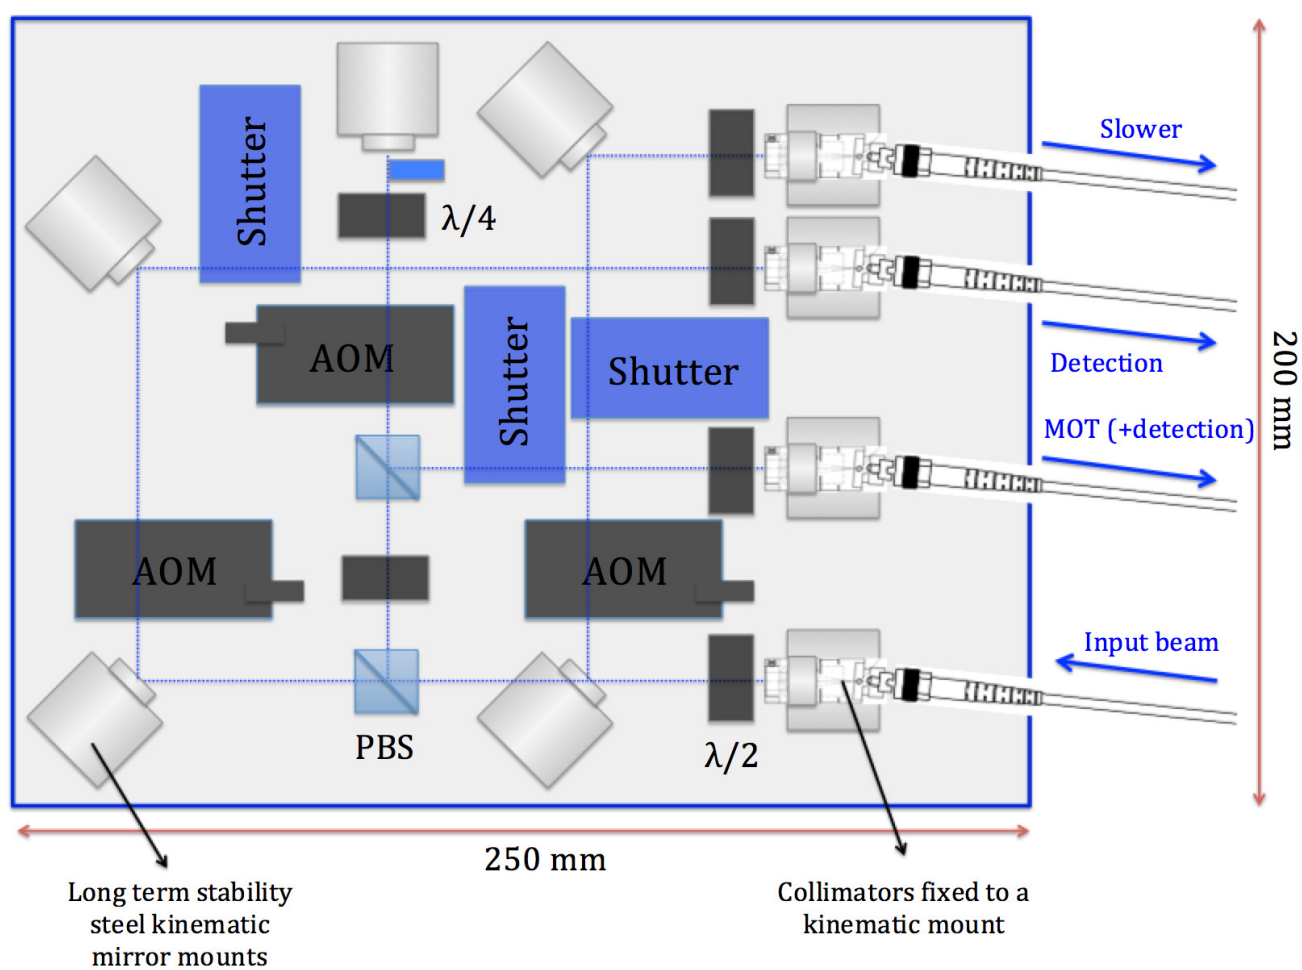 Slower
Shutter
λ/4
Shutter
AOM
Shutter
Detection
200 mm
MOT (+detection)
AOM
AOM
Input beam
PBS
λ/2
250 mm
Long term stability
steel kinematic
mirror mounts
Collimators fixed to a
kinematic mount